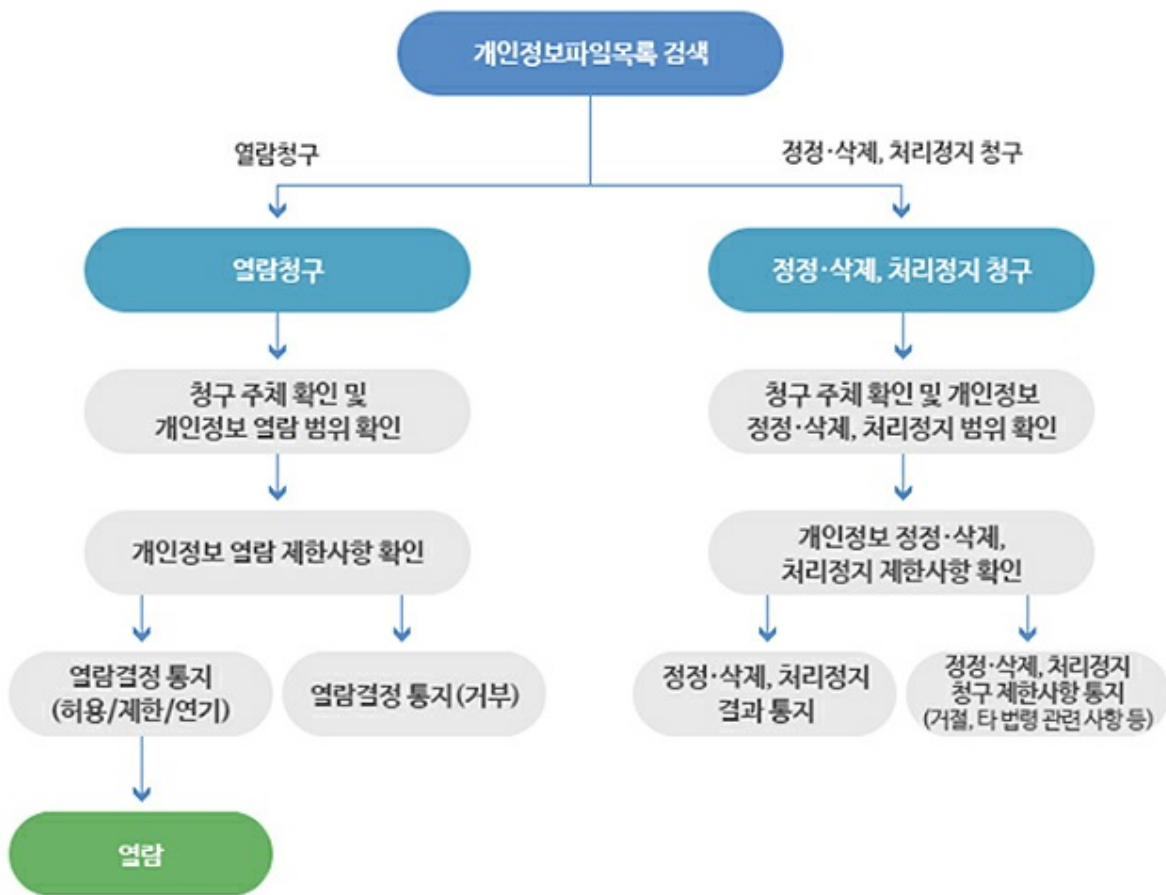 개인정보파일목록 검색
열람청구
정정·삭제, 처리정지 청구
열람청구
정정·삭제, 처리정지 청구
청구 주체 확인 및
개인정보 열람 범위 확인
청구 주체 확인 및 개인정보
정정·삭제, 처리정지 범위 확인
개인정보 열람 제한사항 확인
개인정보 정정·삭제,
처리정지 제한사항 확인
열람결정 통지
(허용/제한/연기)
열람결정 통지(거부)
정정·삭제, 처리정지
결과 통지
정정·삭제, 처리정지
청구 제한사항 통지
(거절, 타 법령 관련 사항 등)
열람